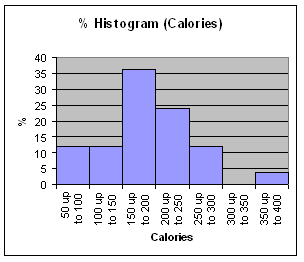 % Histogram (Calories)
40
35
30
25
20
15
10
5
0
%
50 up
to 100
100 up
to 150
150 up
to 200
200 up
to 250
250 up
to 300
300 up
to 350
350 up
to 400
Calories